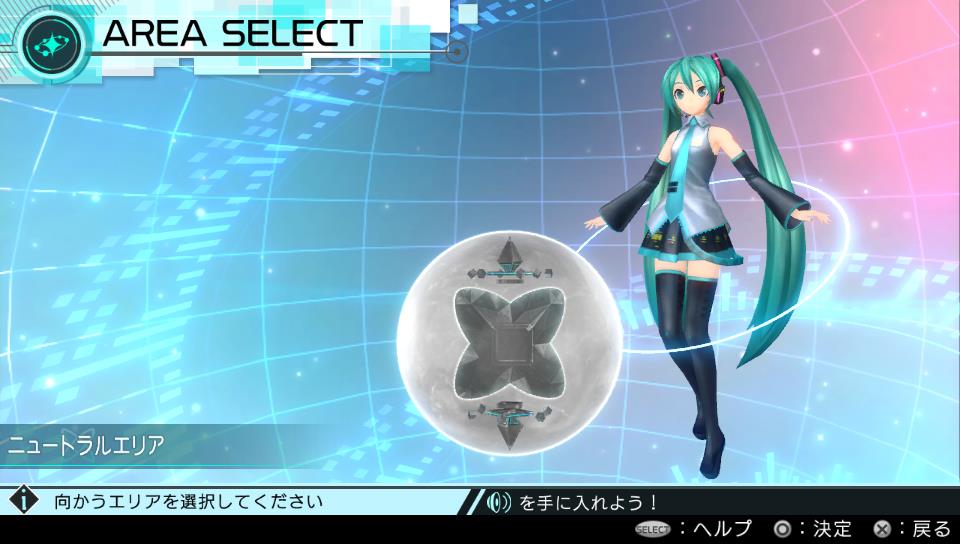 AREA SELECT
ニュートラルエリア
向かうエリアを選択してください
を手に入れよう！
SELECT：ヘルプ ：決定 ：戻る